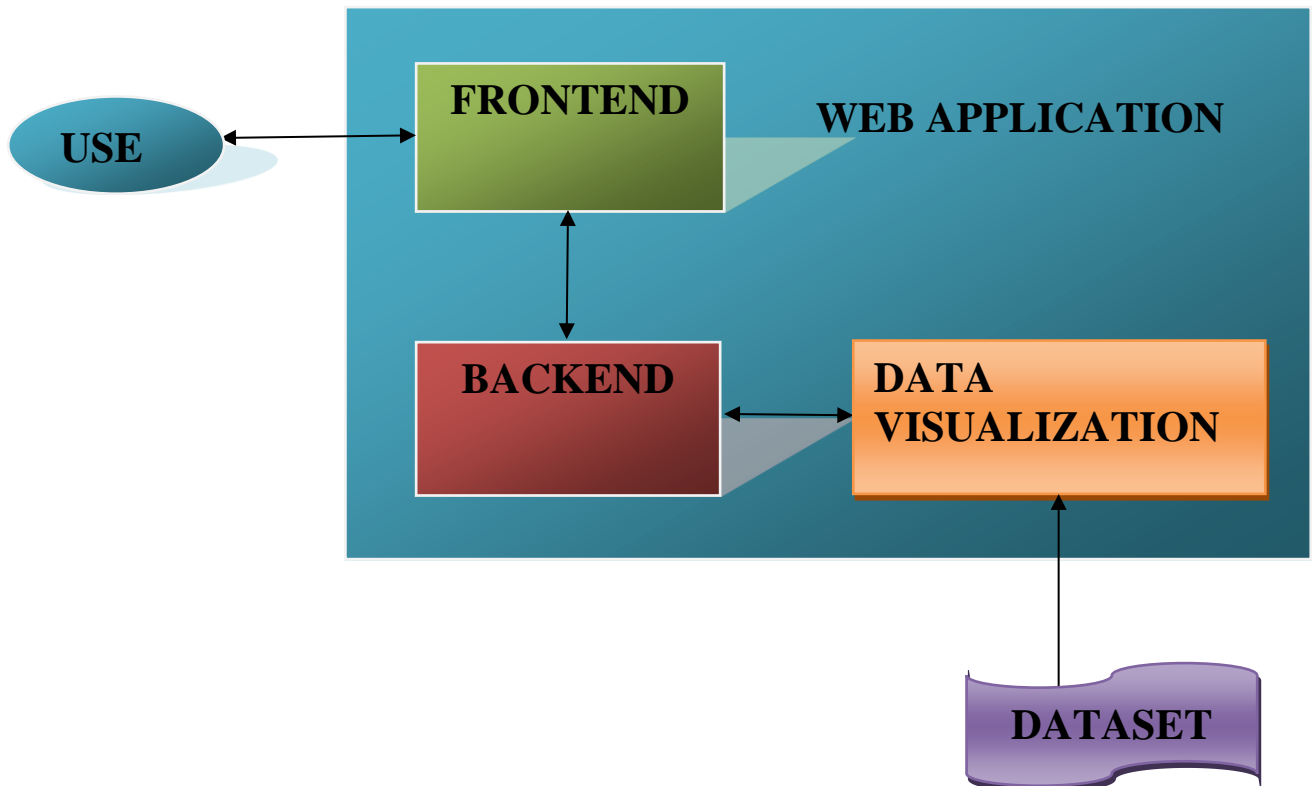 USE
FRONTEND
WEB APPLICATION
BACKEND
DATA
VISUALIZATION
DATASET